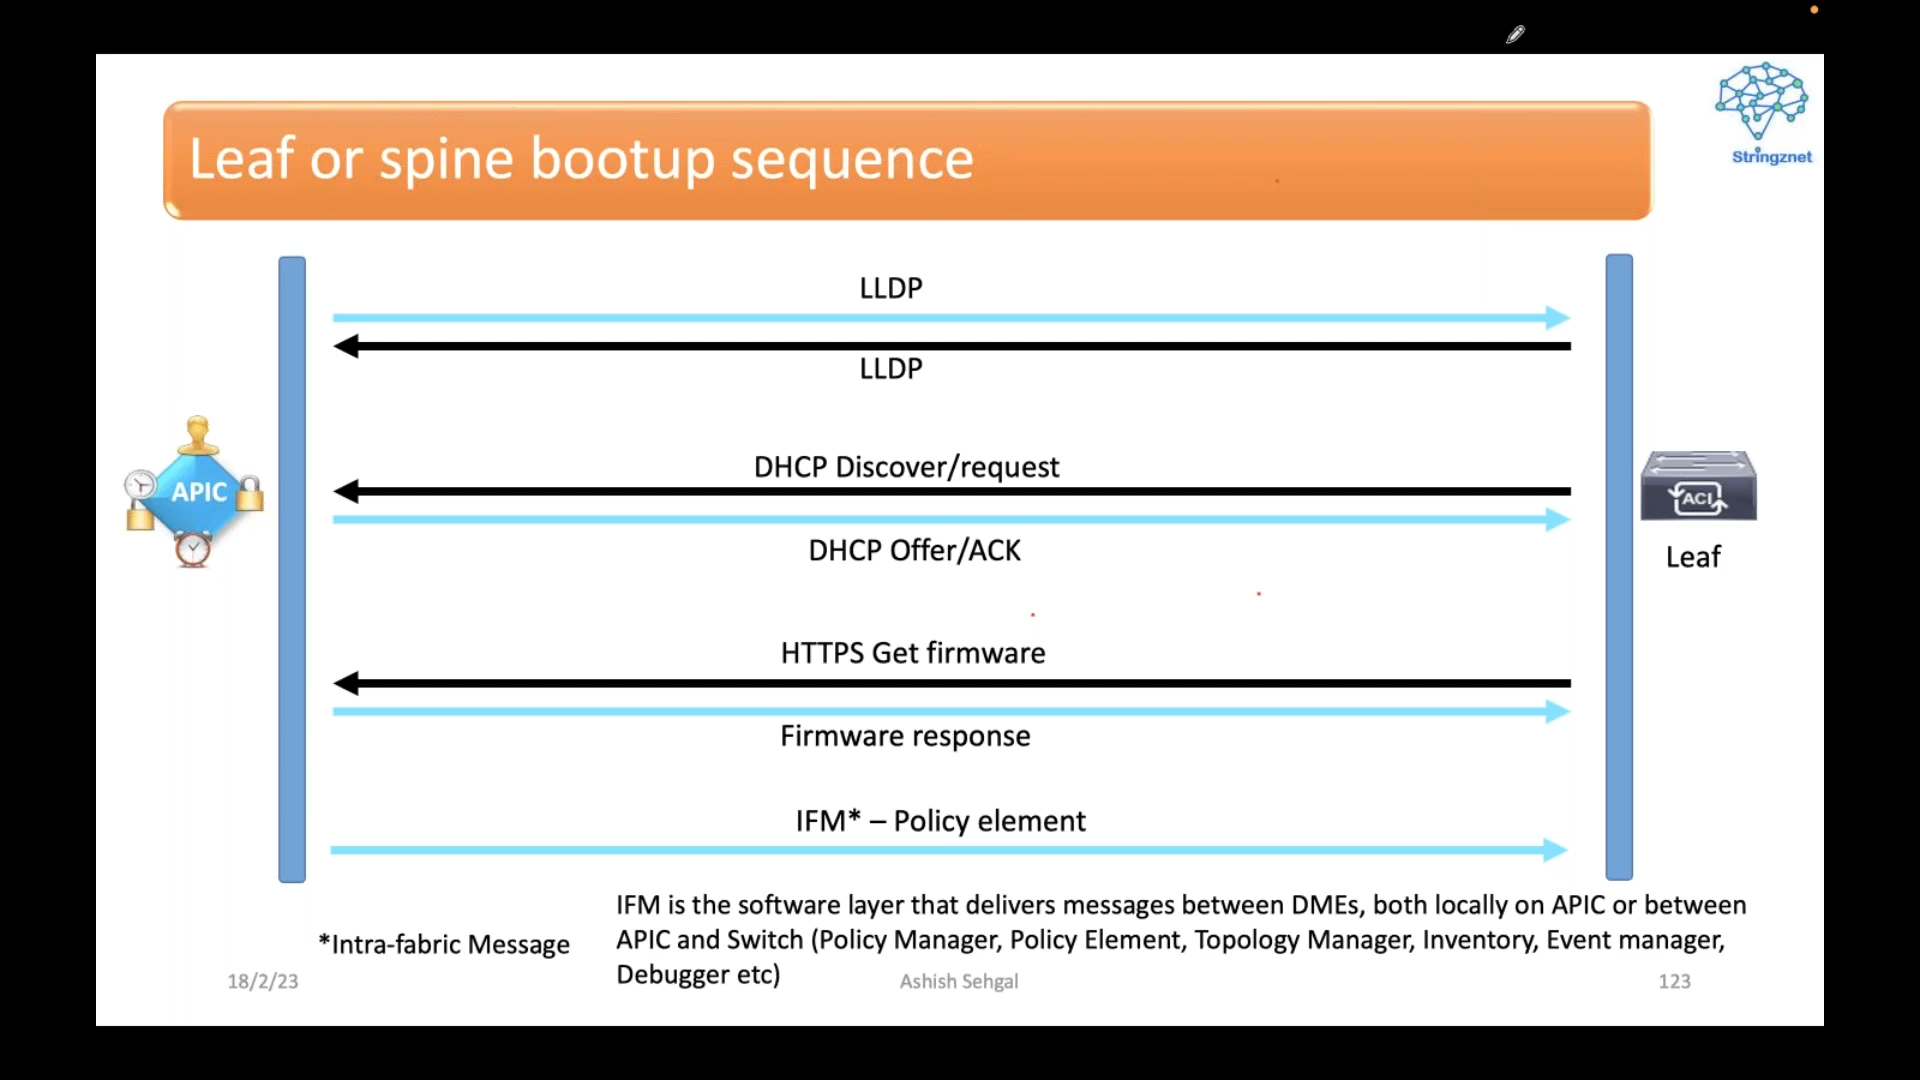 Stringznet
Leaf or spine bootup sequence
LLDP
LLDP
DHCP Discover/request
APIC
ACI
DHCP Offer/ACK
Leaf
HTTPS Get firmware
Firmware response
IFM* – Policy element
IFM is the software layer that delivers messages between DMEs, both locally on APIC or between
APIC and Switch (Policy Manager, Policy Element, Topology Manager, Inventory, Event manager,
Debugger etc)
*Intra-fabric Message
18/2/23
Ashish Sehgal
123